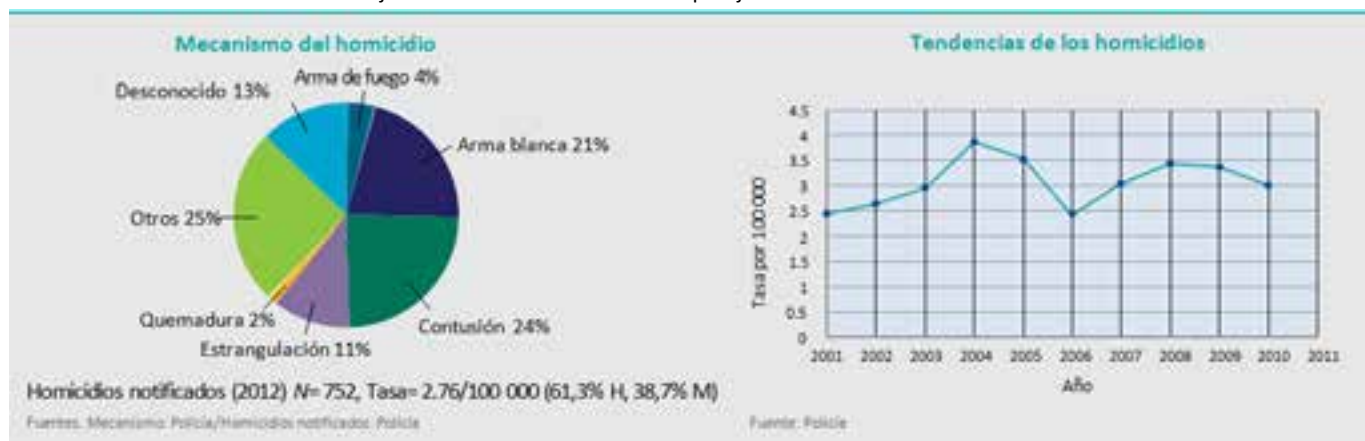 Mecanismo del homicidio
Arma de fuego 4%
Desconocido 13%
Arma blanca 21%
Otros 25%
Quemadura 2%
Contusión 24%
Estrangulación 11%
Homicidios notificados (2012) N= 752, Tasa= 2.76/100 000 (61,3% H, 38,7% M)
Fuentes. Mecanismo: Policía/Homicidios notificados: Policía
Tendencias de los homicidios
Tasa por 100 000
4.5
4
3.5
3
2.5
2
1.5
1
0.5
0
2001 2002 2003 2004 2005 2006 2007 2008 2009 2010 2011
Año
Fuente: Policía